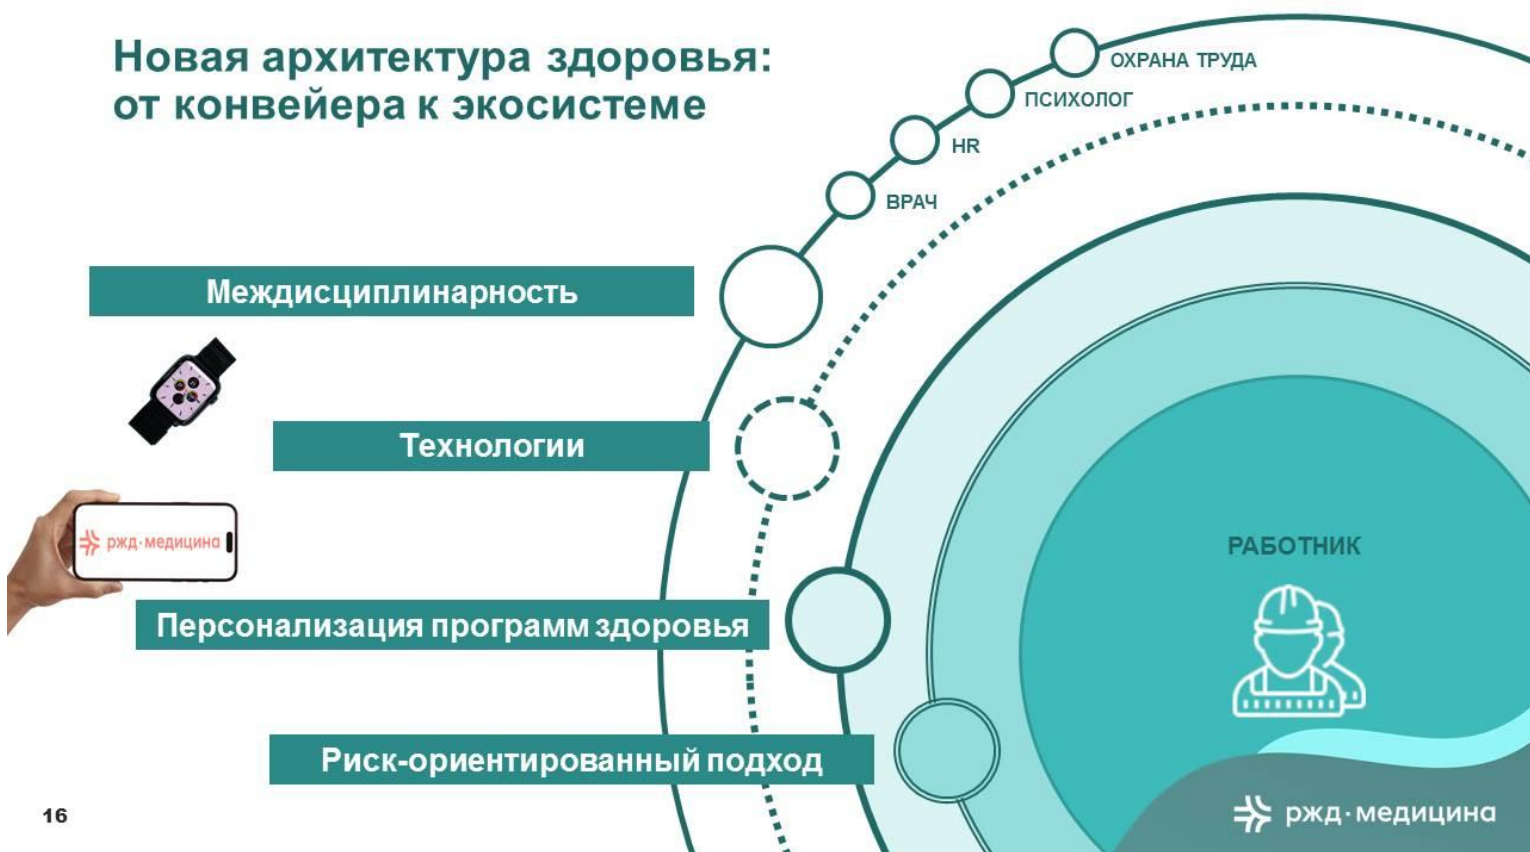 Новая архитектура здоровья:
от конвейера к экосистеме
ОХРАНА ТРУДА
ПСИХОЛОГ
HR
ВРАЧ
Междисциплинарность
Технологии
ржд·медицина
Персонализация программ здоровья
РАБОТНИК
Риск-ориентированный подход
16
ржд·медицина